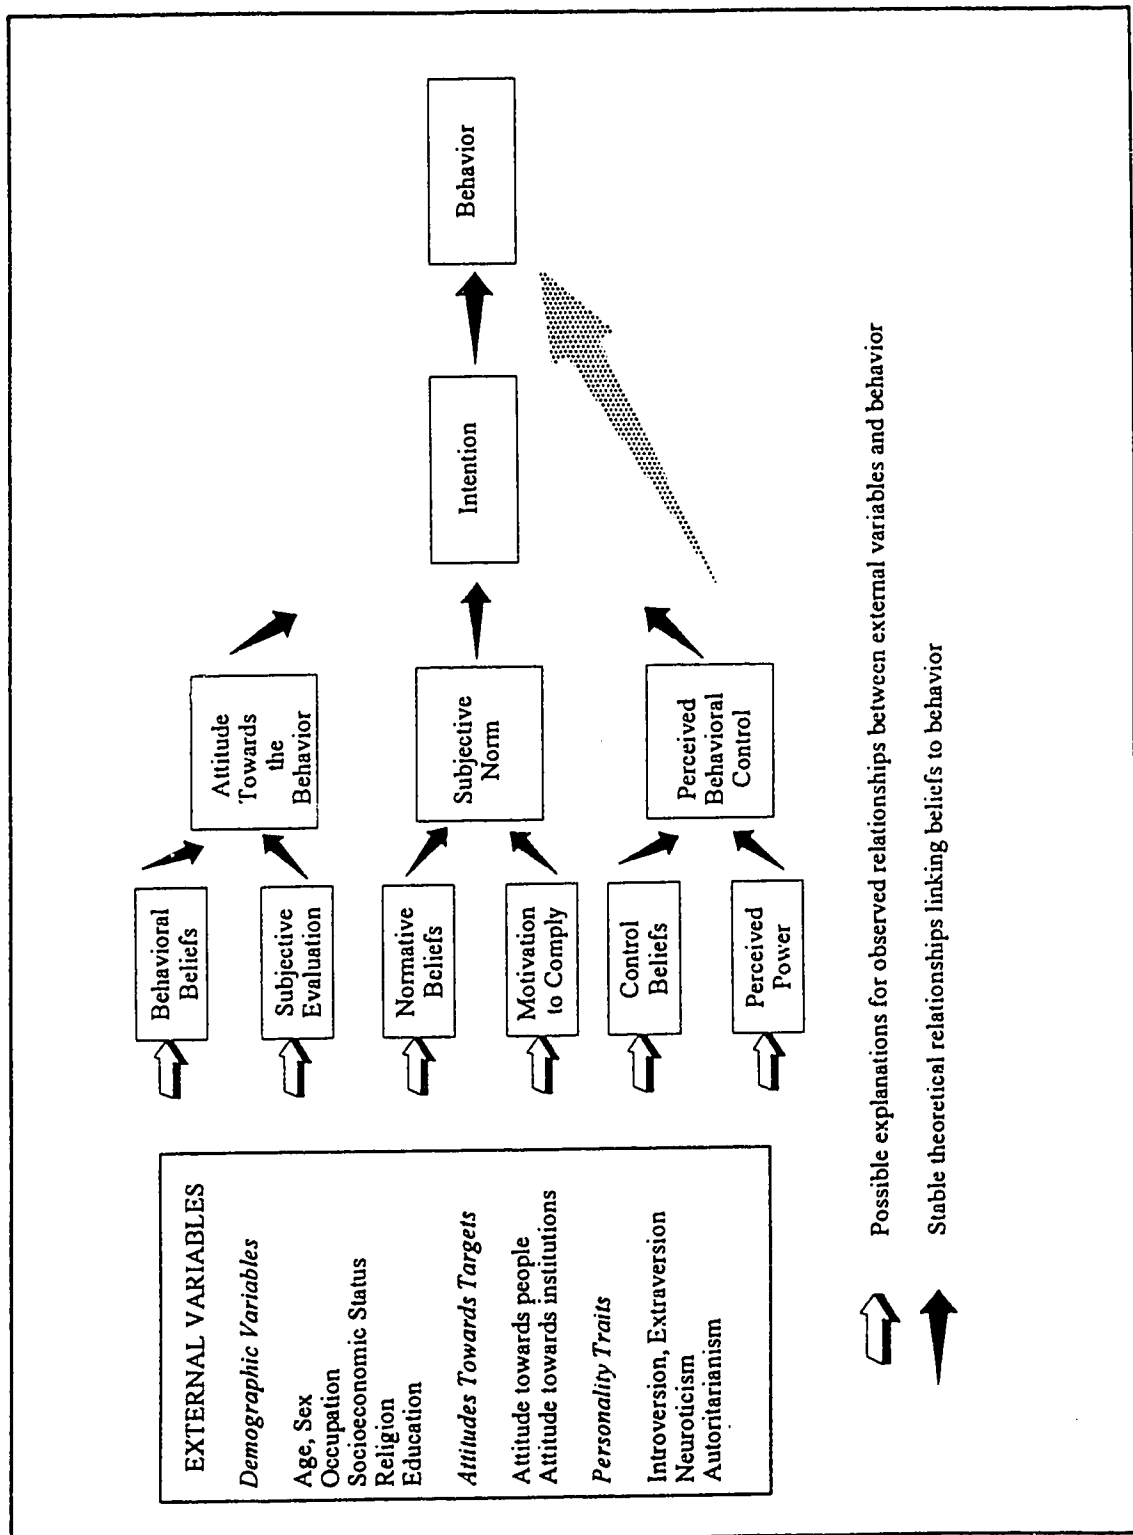 EXTERNAL VARIABLES
Demographic Variables
Age, Sex
Occupation
Socioeconomic Status
Religion
Education
Attitudes Towards Targets
Attitude towards people
Attitude towards institutions
Personality Traits
Introversion, Extraversion
Neuroticism
Autoritarianism
Behavioral
Beliefs
Subjective
Evaluation
Normative
Beliefs
Motivation
to Comply
Control
Beliefs
Perceived
Power
Attitude
Towards
the
Behavior
Subjective
Norm
Perceived
Behavioral
Control
Intention
Behavior
Possible explanations for observed relationships between external variables and behavior
Stable theoretical relationships linking beliefs to behavior